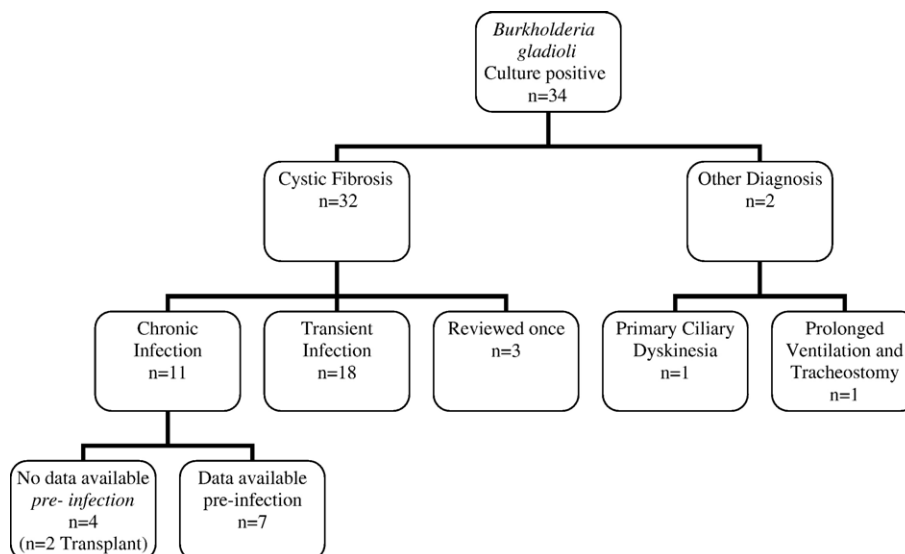 Burkholderia
gladioli
Culture positive
n=34
Cystic Fibrosis
n=32
Other Diagnosis
n=2
Chronic
Infection
n=11
Transient
Infection
n=18
Reviewed once
n=3
Primary Ciliary
Dyskinesia
n=1
Prolonged
Ventilation and
Tracheostomy
n=1
No data available
pre- infection
n=4
(n=2 Transplant)
Data available
pre-infection
n=7